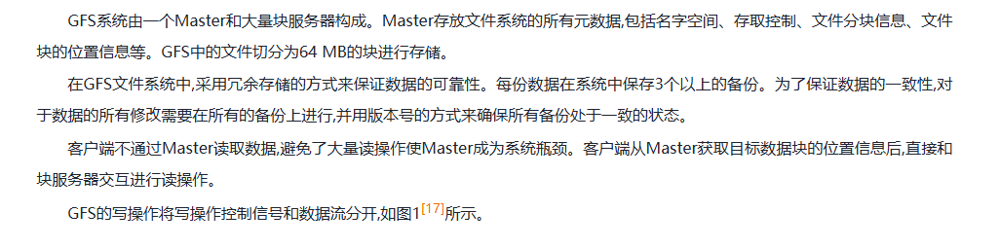 GFS系统由一个Master和大量块服务器构成。Master存放文件系统的所有元数据,包括名字空间、存取控制、文件分块信息、文件
块的位置信息等。GFS中的文件切分为64 MB的块进行存储。
在GFS文件系统中,采用冗余存储的方式来保证数据的可靠性。每份数据在系统中保存3个以上的备份。为了保证数据的一致性,对
于数据的所有修改需要在所有的备份上进行,并用版本号的方式来确保所有备份处于一致的状态。
客户端不通过Master读取数据,避免了大量读操作使Master成为系统瓶颈。客户端从Master获取目标数据块的位置信息后,直接和
块服务器交互进行读操作。
GFS的写操作将写操作控制信号和数据流分开,如图1[17]所示。